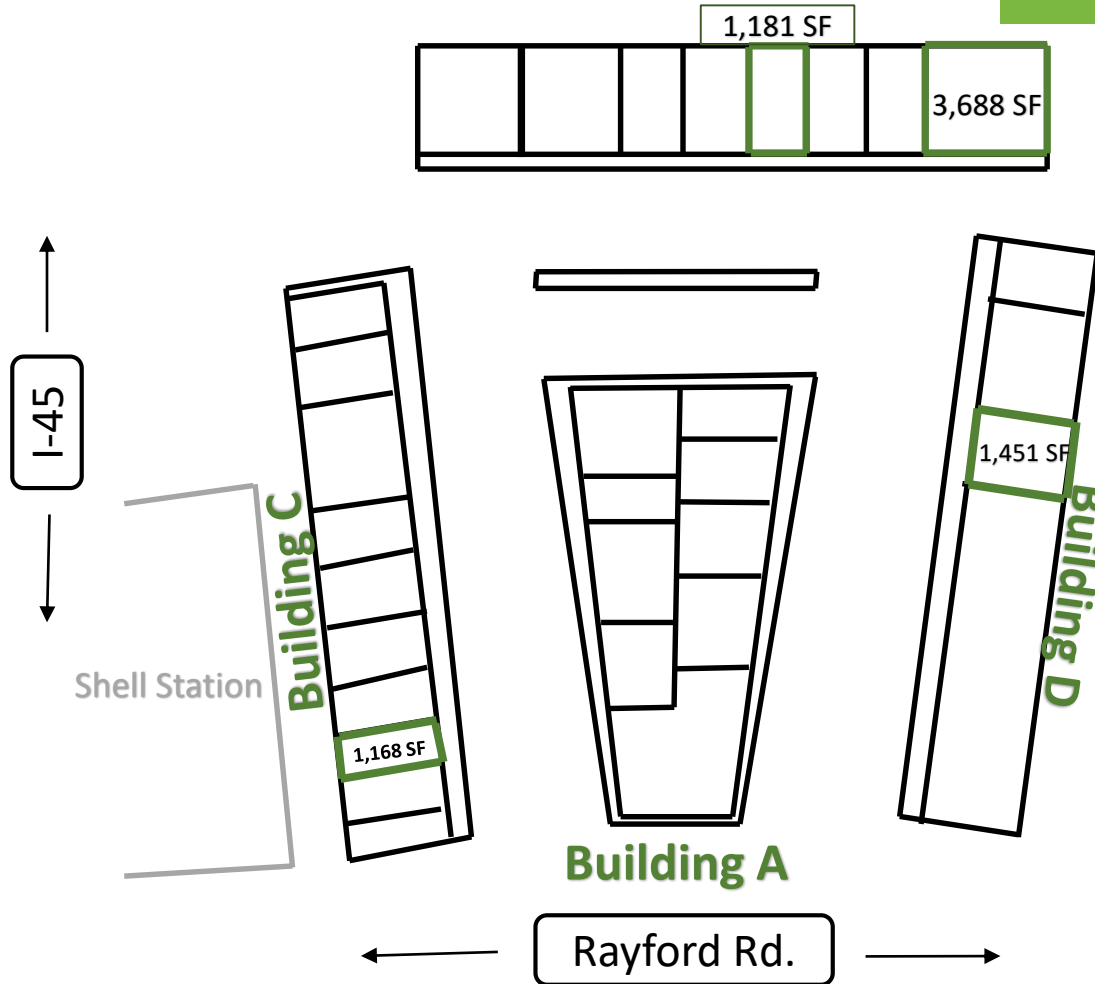 1,181 SF
3,688 SF
I-45
1,451 SF
Building C
Building D
Shell Station
1,168 SF
Building A
Rayford Rd.